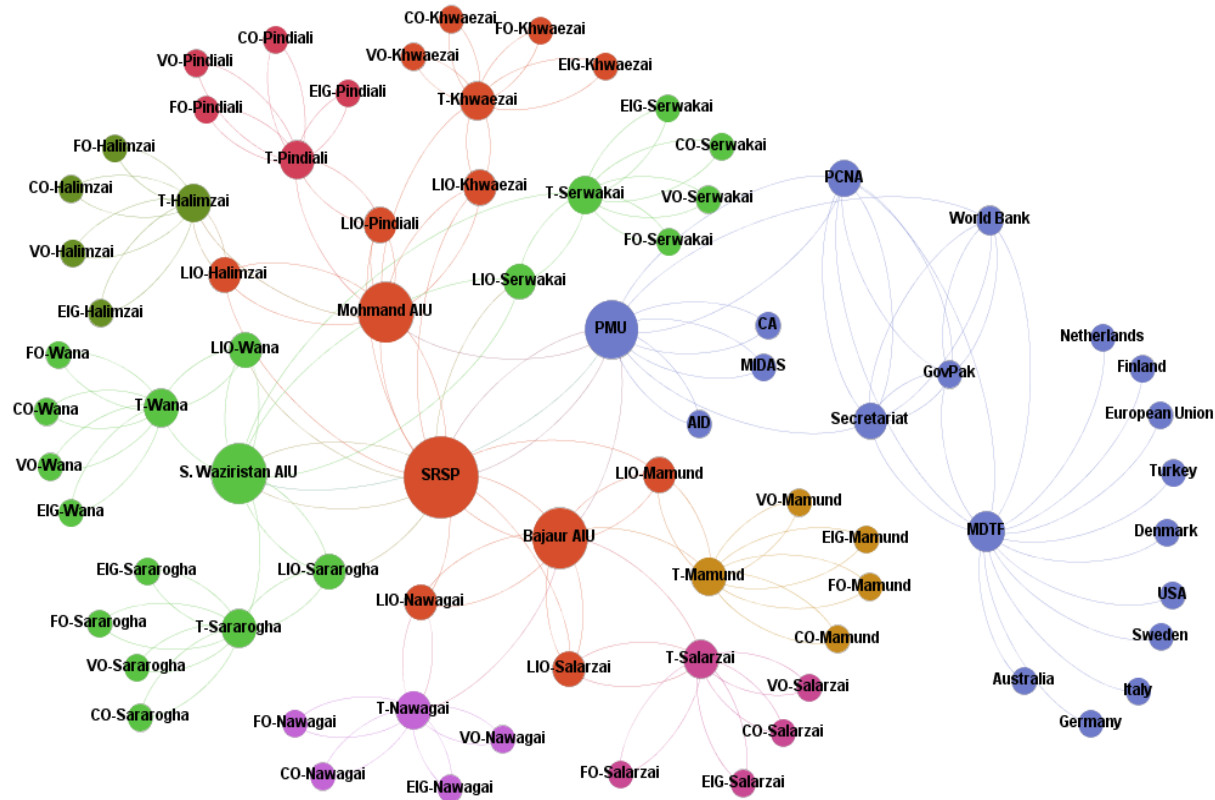 CO-Khwaezai
FO-Khwaezai
VO-Khwaezai
EIG-Khwaezai
T-Khwaezai
CO-Pindiali
VO-Pindiali
EIG-Pindiali
FO-Pindiali
T-Pindiali
EIG-Serwakai
CO-Serwakai
T-Serwakai
VO-Serwakai
FO-Serwakai
FO-Halimzai
CO-Halimzai
T-Halimzai
VO-Halimzai
EIG-Halimzai
LIO-Khwaezai
LIO-Pindiali
LIO-Halimzai
LIO-Serwakai
Mohmand AIU
PCNA
World Bank
PMU
CA
MIDAS
AID
GovPak
Secretariat
Netherlands
Finland
European Union
Turkey
Denmark
MDTF
USA
Sweden
Italy
Australia
Germany
FO-Wana
LIO-Wana
CO-Wana
T-Wana
VO-Wana
EIG-Wana
S. Waziristan AIU
SRSP
LIO-Mamund
VO-Mamund
Bajaur AIU
EIG-Mamund
T-Mamund
FO-Mamund
CO-Mamund
EIG-Sararogha
LIO-Sararogha
FO-Sararogha
T-Sararogha
VO-Sararogha
CO-Sararogha
LIO-Nawagai
LIO-Salarzai
T-Salarzai
VO-Salarzai
CO-Salarzai
FO-Salarzai
EIG-Salarzai
T-Nawagai
FO-Nawagai
VO-Nawagai
CO-Nawagai
EIG-Nawagai